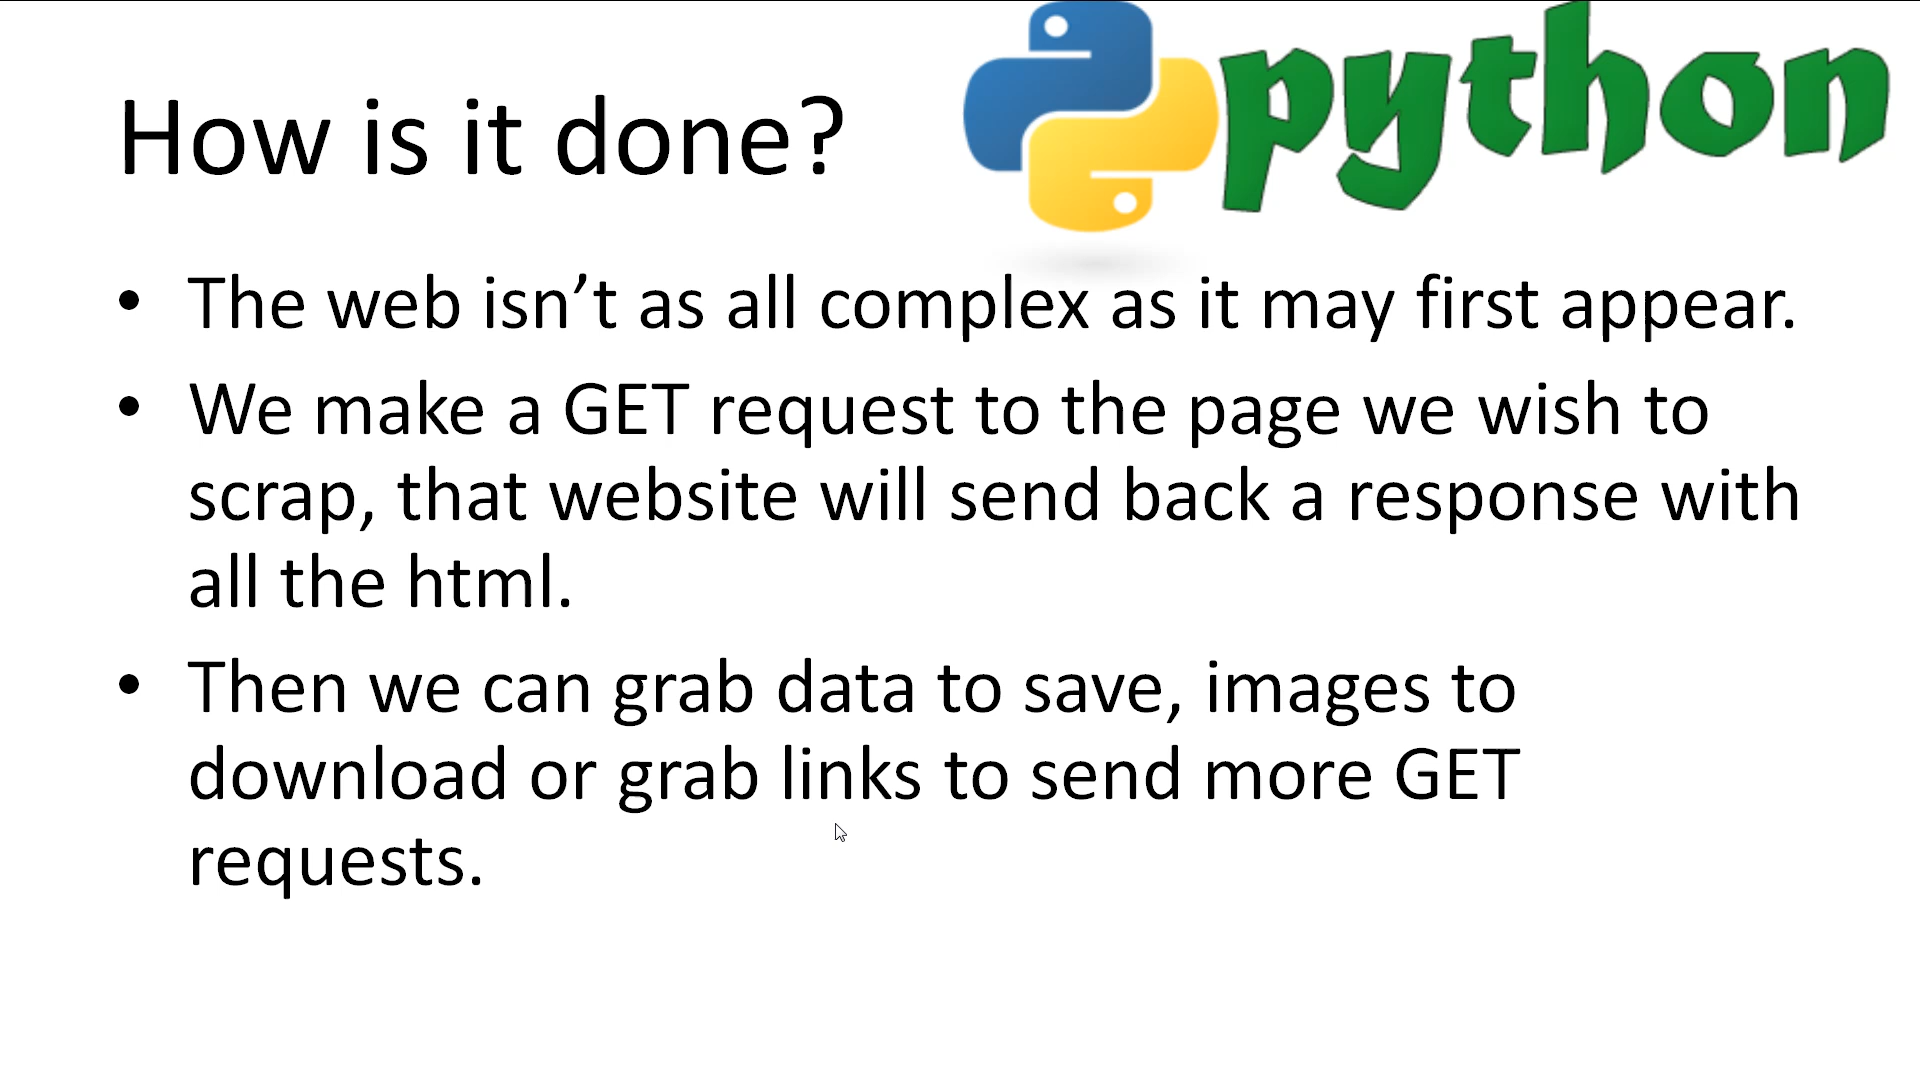 python
How is it done?
• The web isn’t as all complex as it may first appear.
• We make a GET request to the page we wish to
scrap, that website will send back a response with
all the html.
• Then we can grab data to save, images to
download or grab links to send more GET
requests.